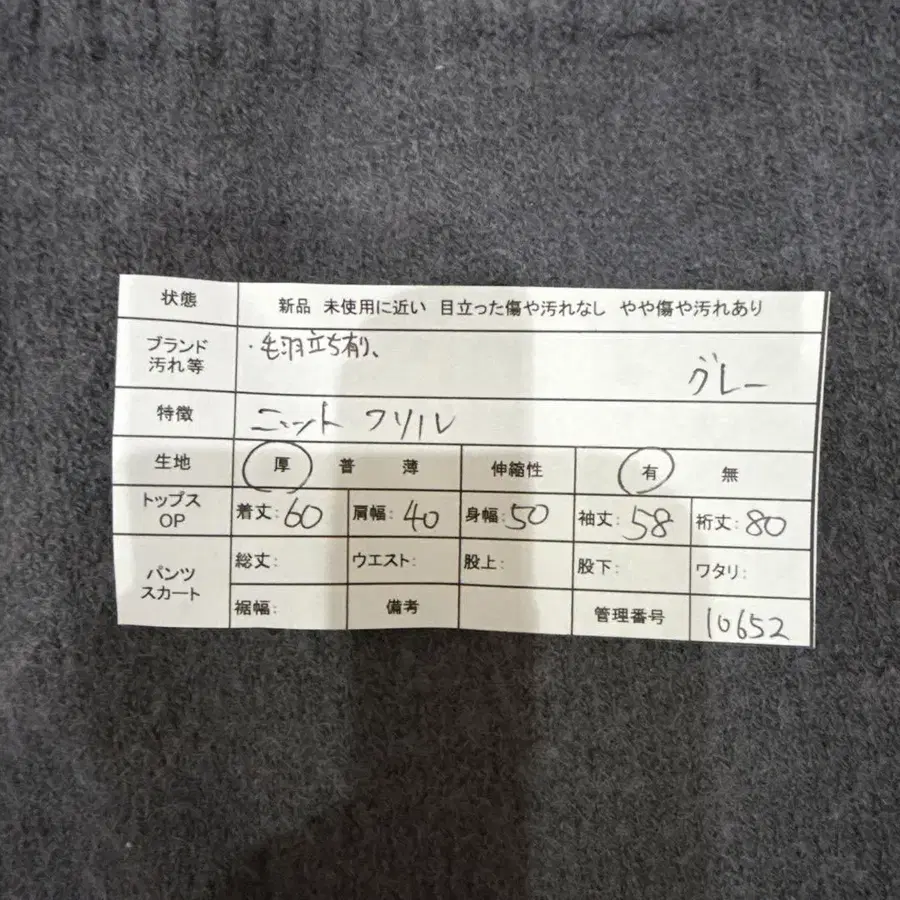 状態 新品 未使用に近い 目立った傷や汚れなし やや傷や汚れあり
ブランド
汚れ等
・毛羽立ち有り、
グレー
特徴 ニット フリル
生地 厚 普 薄 伸縮性 有 無
トップス
OP
着丈:60 肩幅:40 身幅:50 袖丈:58 裄丈:80
パンツ
スカート
総丈: ウエスト: 股上: 股下: ワタリ:
裾幅: 備考 管理番号 10652